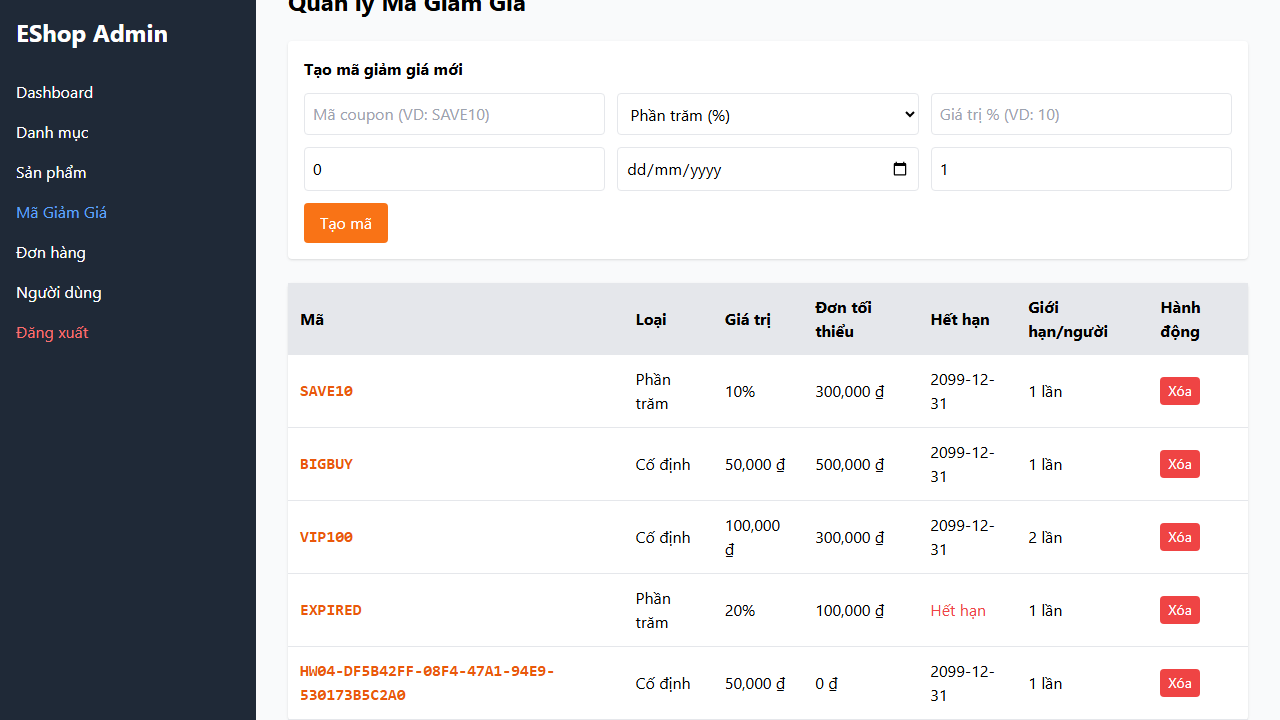 EShop Admin
Dashboard
Danh mục
Sản phẩm
Mã Giảm Giá
Đơn hàng
Người dùng
Đăng xuất
Quản lý Mã Giảm Giá
Tạo mã giảm giá mới
Mã coupon (VD: SAVE10)
Phần trăm (%)
Giá trị % (VD: 10)
0
dd/mm/yyyy
1
Tạo mã
Mã
Loại
Giá trị
Đơn tối
thiểu
Hết hạn
Giới
hạn/người
Hành
động
SAVE10
Phần
trăm
10%
300,000 ₫
2099-12-
31
1 lần
Xóa
BIGBUY
Cố định
50,000 ₫
500,000 ₫
2099-12-
31
1 lần
Xóa
VIP100
Cố định
100,000
₫
300,000 ₫
2099-12-
31
2 lần
Xóa
EXPIRED
Phần
trăm
20%
100,000 ₫
Hết hạn
1 lần
Xóa
HW04-DF5B42FF-08F4-47A1-94E9-
530173B5C2A0
Cố định
50,000 ₫
0 ₫
2099-12-
31
1 lần
Xóa